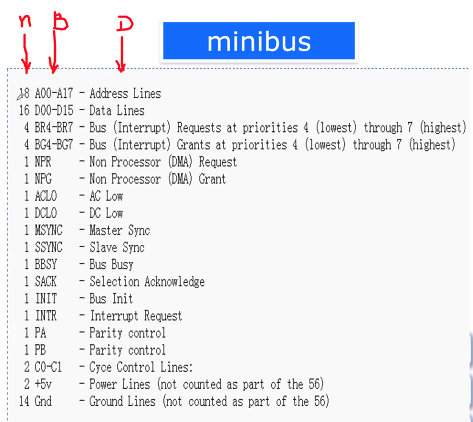 n B D
minibus
18 A00-A17 - Address Lines
16 D00-D15 - Data Lines
4 BR4-BR7 - Bus (Interrupt) Requests at priorities 4 (lowest) through 7 (highest)
4 BG4-BG7 - Bus (Interrupt) Grants at priorities 4 (lowest) through 7 (highest)
1 NPR - Non Processor (DMA) Request
1 NPG - Non Processor (DMA) Grant
1 ACLO - AC Low
1 DCLO - DC Low
1 MSYNC - Master Sync
1 SSYNC - Slave Sync
1 BBSY - Bus Busy
1 SACK - Selection Acknowledge
1 INIT - Bus Init
1 INTR - Interrupt Request
1 PA - Parity control
1 PB - Parity control
2 C0-C1 - Cyce Control Lines:
2 +5v - Power Lines (not counted as part of the 56)
14 Gnd - Ground Lines (not counted as part of the 56)